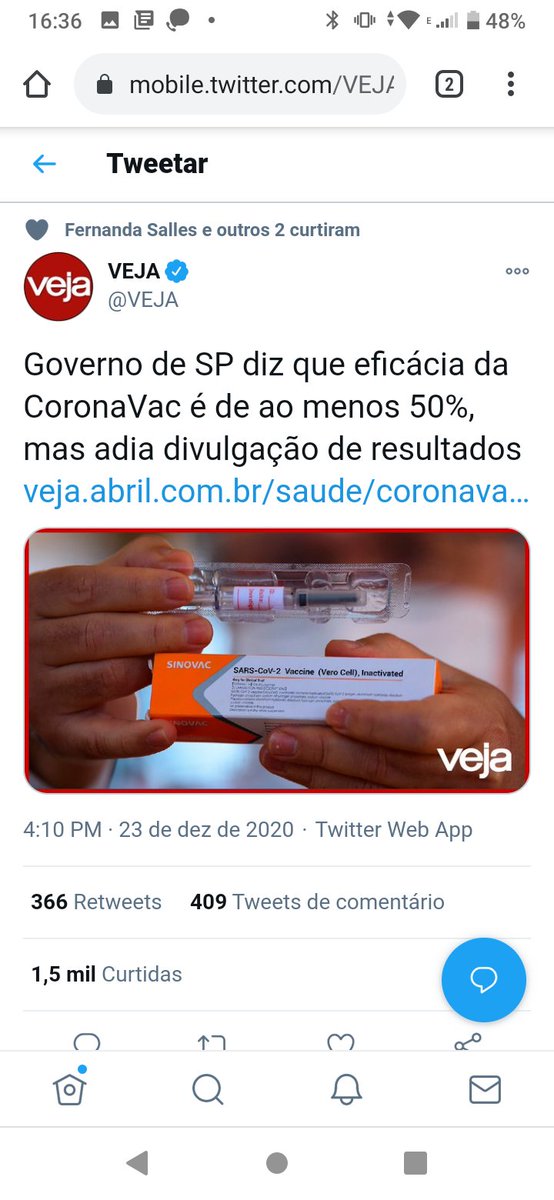 16:36
E
48%
mobile.twitter.com/VEJA
2
Tweetar
Fernanda Salles e outros 2 curtiram
veja
VEJA
@VEJA
Governo de SP diz que eficácia da
CoronaVac é de ao menos 50%,
mas adia divulgação de resultados
veja.abril.com.br/saude/coronava...
SINOVAC
SARS-CoV-2 Vaccine (Vero Cell), Inactivated
SINOVAC
veja
4:10 PM · 23 de dez de 2020 · Twitter Web App
366 Retweets 409 Tweets de comentário
1,5 mil Curtidas